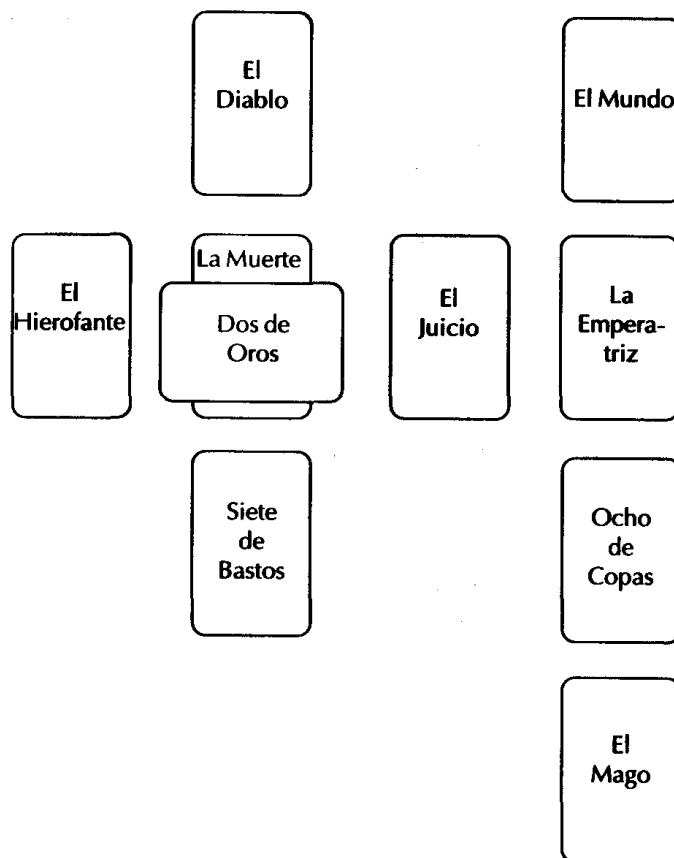 El
Diablo
El Mundo
El
Hierofante
La Muerte
Dos de
Oros
El
Juicio
La
Empera-
triz
Siete
de
Bastos
Ocho
de
Copas
El
Mago